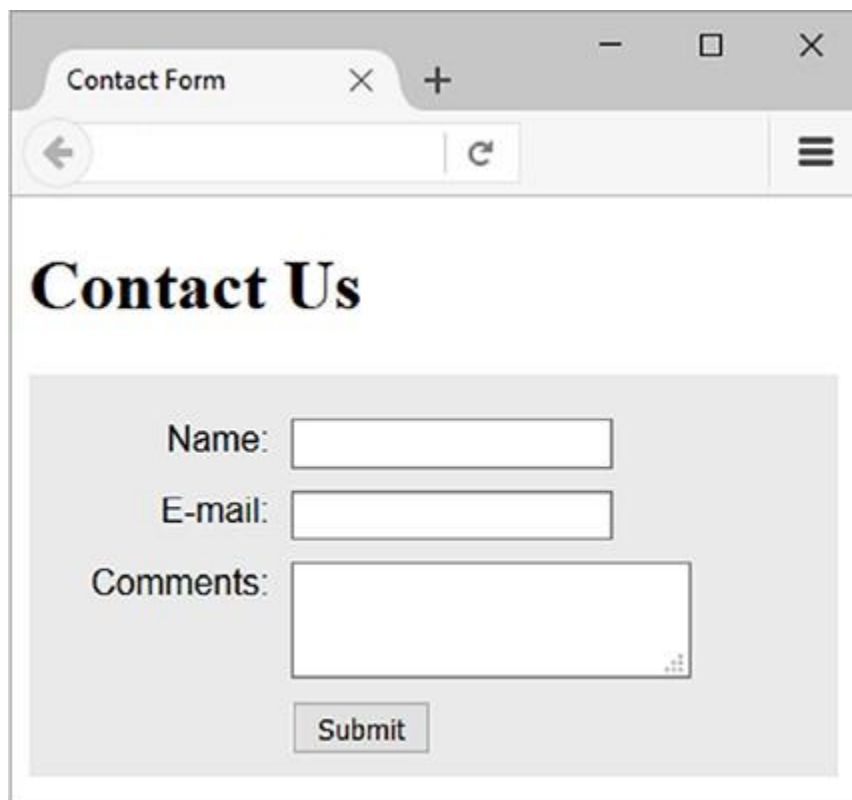 Contact Form
Contact Us
Name:
E-mail:
Comments:
Submit